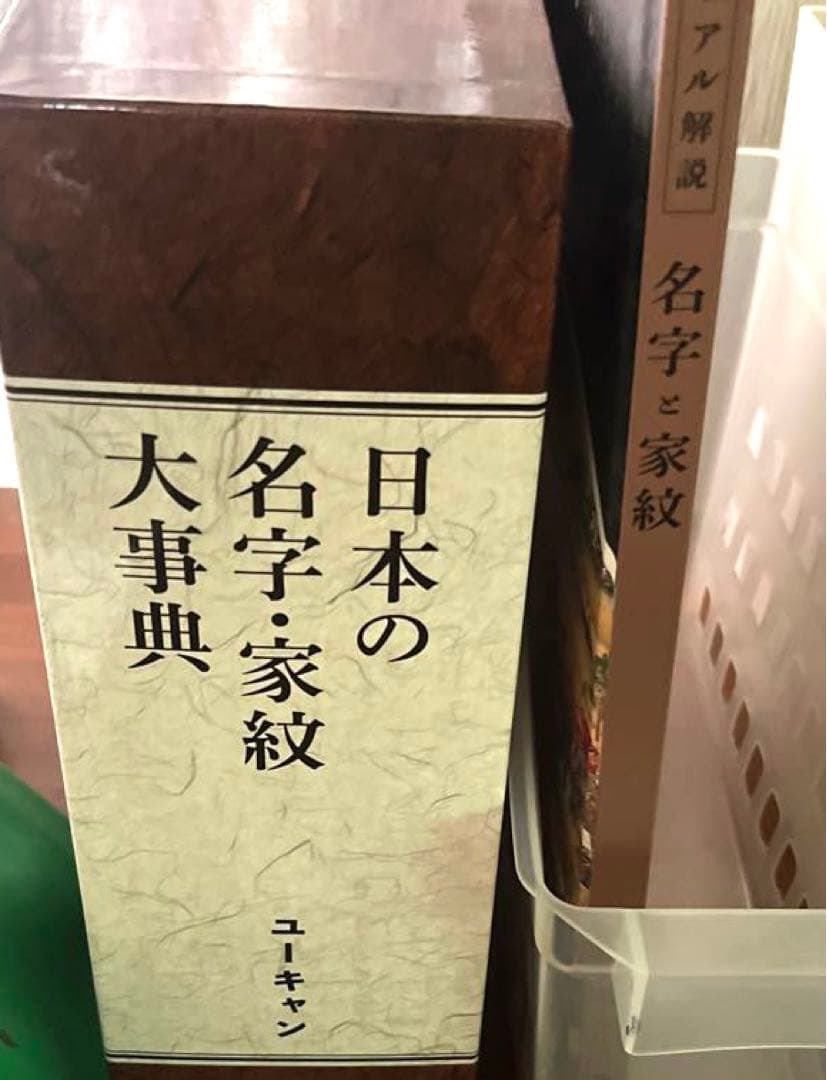 日本の
名字・家紋
大事典
ユーキャン
アル解説
名字と家紋